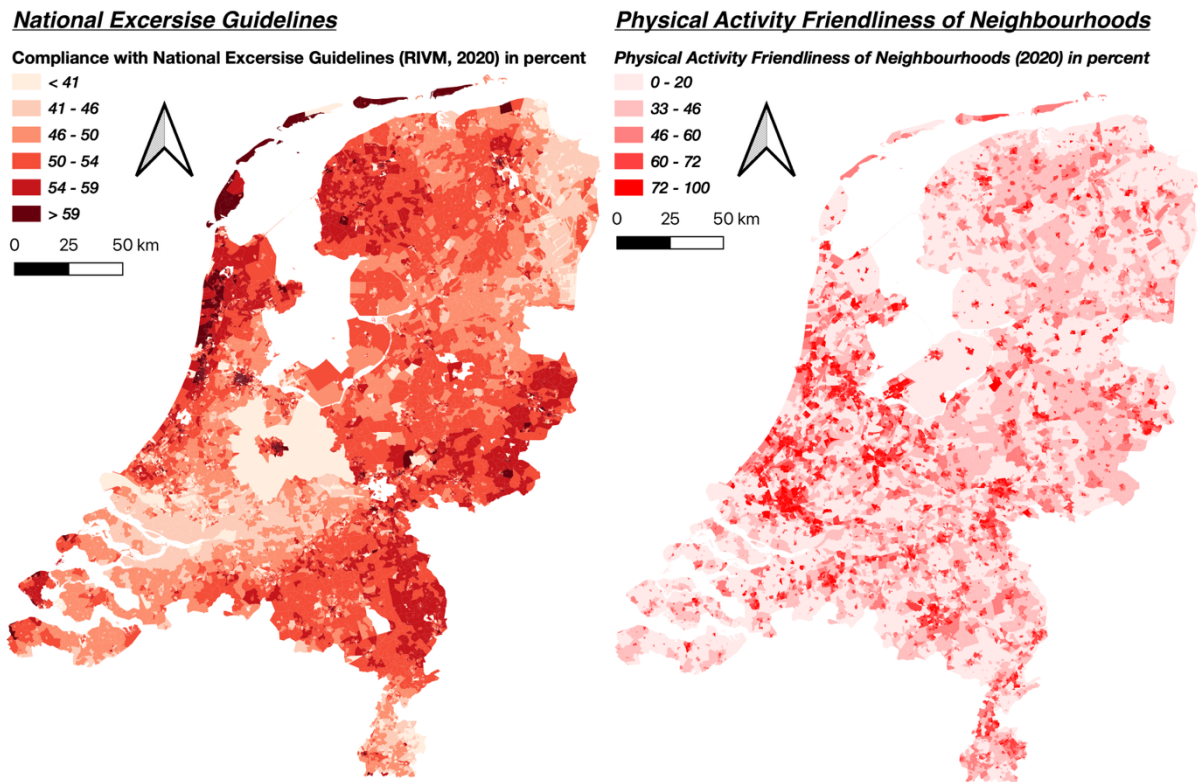 National Excersise Guidelines
Compliance with National Excersise Guidelines (RIVM, 2020) in percent
< 41
41 - 46
46 - 50
50 - 54
54 - 59
> 59
0 25 50 km
Physical Activity Friendliness of Neighbourhoods
Physical Activity Friendliness of Neighbourhoods (2020) in percent
0 - 20
33 - 46
46 - 60
60 - 72
72 - 100
0 25 50 km